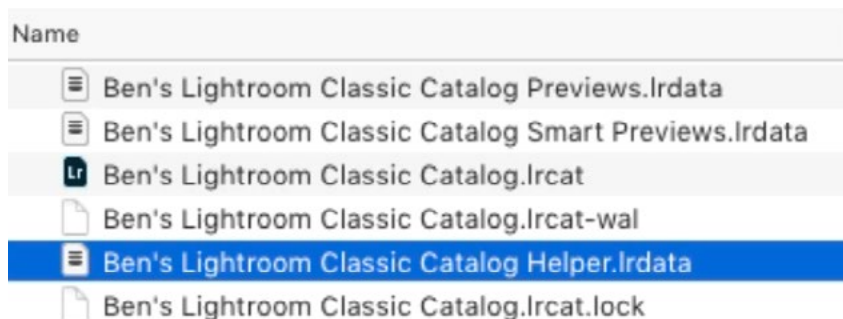 Name
Ben's Lightroom Classic Catalog Previews.lrdata
Ben's Lightroom Classic Catalog Smart Previews.lrdata
Lr Ben's Lightroom Classic Catalog.lrcat
Ben's Lightroom Classic Catalog.lrcat-wal
Ben's Lightroom Classic Catalog Helper.lrdata
Ben's Lightroom Classic Catalog.lrcat.lock